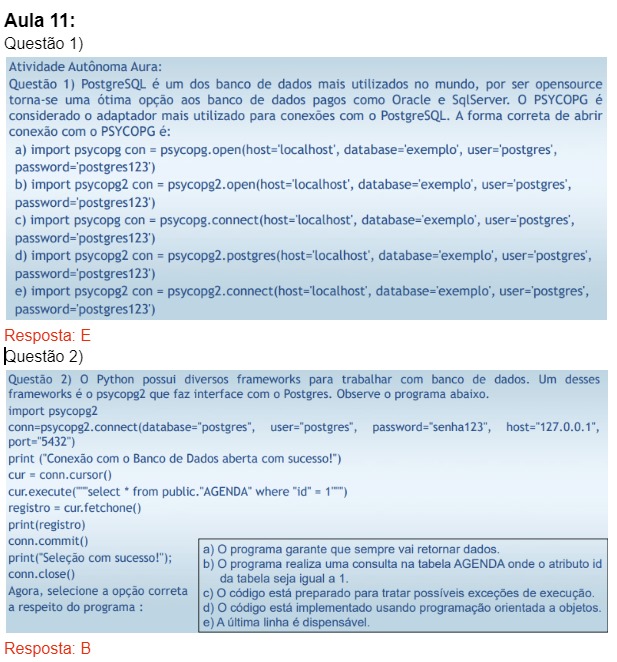 Aula 11:
Questão 1)
Atividade Autônoma Aura:
Questão 1) PostgreSQL é um dos banco de dados mais utilizados no mundo, por ser opensource
torna-se uma ótima opção aos banco de dados pagos como Oracle e SqlServer. O PSYCOPG é
considerado o adaptador mais utilizado para conexões com o PostgreSQL. A forma correta de abrir
conexão com o PSYCOPG é:
a) import psycopg con = psycopg.open(host='localhost', database='exemplo', user='postgres',
password='postgres123')
b) import psycopg2 con = psycopg2.open(host='localhost', database='exemplo', user='postgres',
password='postgres123')
c) import psycopg con = psycopg.connect(host='localhost', database='exemplo', user='postgres',
password='postgres123')
d) import psycopg2 con = psycopg2.postgres(host='localhost', database='exemplo', user='postgres',
password='postgres123')
e) import psycopg2 con = psycopg2.connect(host='localhost', database='exemplo', user='postgres',
password='postgres123')
Resposta: E
Questão 2)
Questão 2) O Python possui diversos frameworks para trabalhar com banco de dados. Um desses
frameworks é o psycopg2 que faz interface com o Postgres. Observe o programa abaixo.
import psycopg2
conn=psycopg2.connect(database="postgres", user="postgres", password="senha123", host="127.0.0.1",
port="5432")
print ("Conexão com o Banco de Dados aberta com sucesso!")
cur = conn.cursor()
cur.execute("""select * from public."AGENDA" where "id" = 1""")
registro = cur.fetchone()
print(registro)
conn.commit()
print("Seleção com sucesso!");
conn.close()
Agora, selecione a opção correta
a respeito do programa :
a) O programa garante que sempre vai retornar dados.
b) O programa realiza uma consulta na tabela AGENDA onde o atributo id
da tabela seja igual a 1.
c) O código está preparado para tratar possíveis exceções de execução.
d) O código está implementado usando programação orientada a objetos.
e) A última linha é dispensável.
Resposta: B